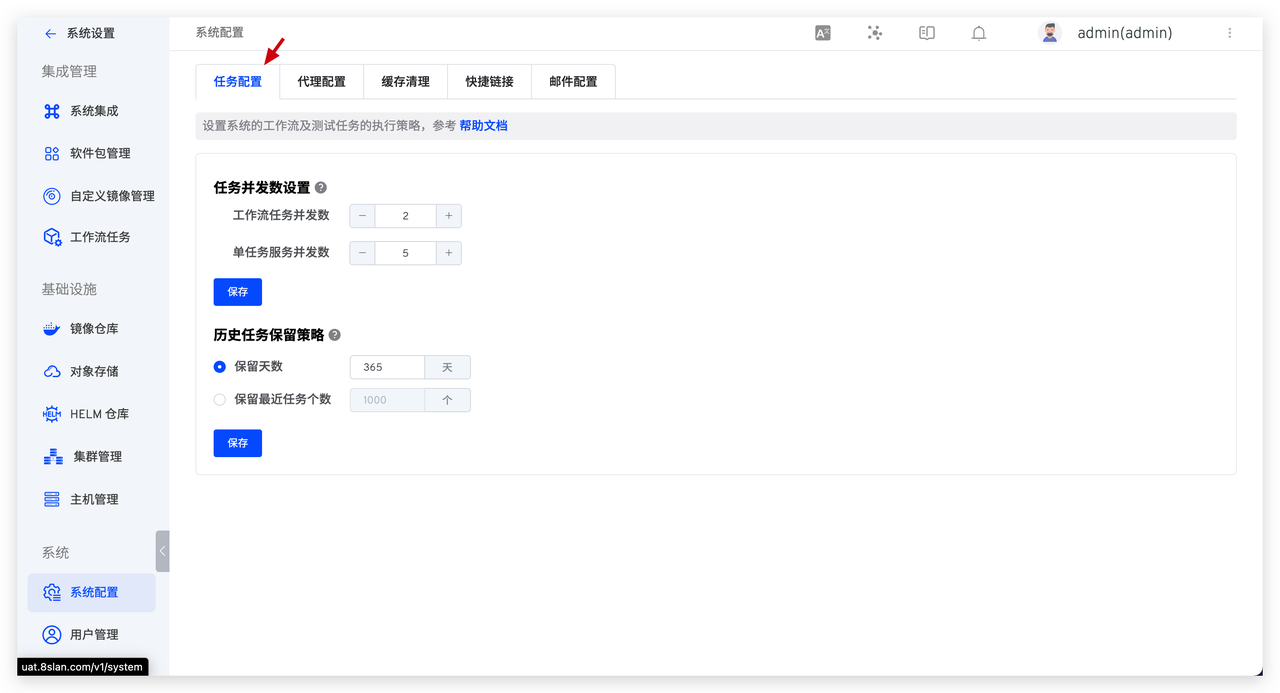 系统设置
集成管理
系统集成
软件包管理
自定义镜像管理
工作流任务
基础设施
镜像仓库
对象存储
HELM 仓库
集群管理
主机管理
系统
系统配置
用户管理
uat.8slan.com/v1/system
系统配置
admin(admin)
任务配置 代理配置 缓存清理 快捷链接 邮件配置
设置系统的工作流及测试任务的执行策略，参考 帮助文档
任务并发数设置 ?
工作流任务并发数 − 2 +
单任务服务并发数 − 5 +
保存
历史任务保留策略 ?
保留天数 365 天
保留最近任务个数 1000 个
保存